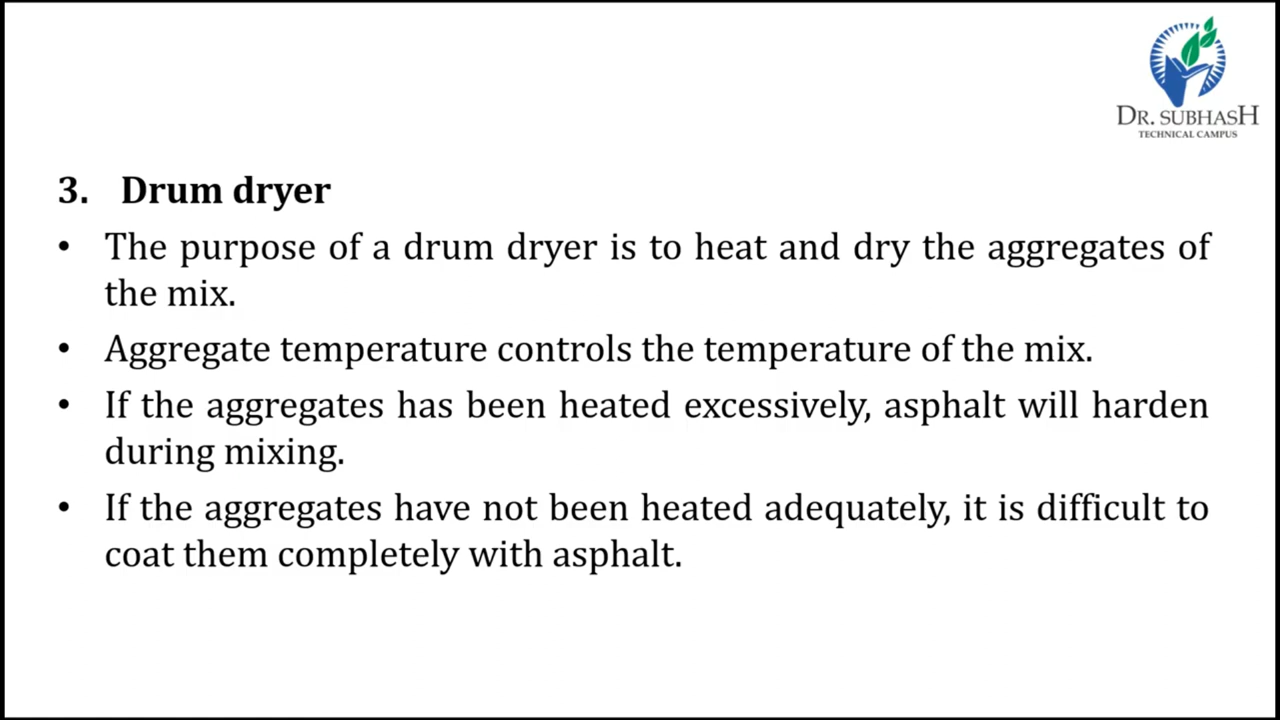 DR. SUBHASH
TECHNICAL CAMPUS
3. Drum dryer
• The purpose of a drum dryer is to heat and dry the aggregates of
the mix.
• Aggregate temperature controls the temperature of the mix.
• If the aggregates has been heated excessively, asphalt will harden
during mixing.
• If the aggregates have not been heated adequately, it is difficult to
coat them completely with asphalt.